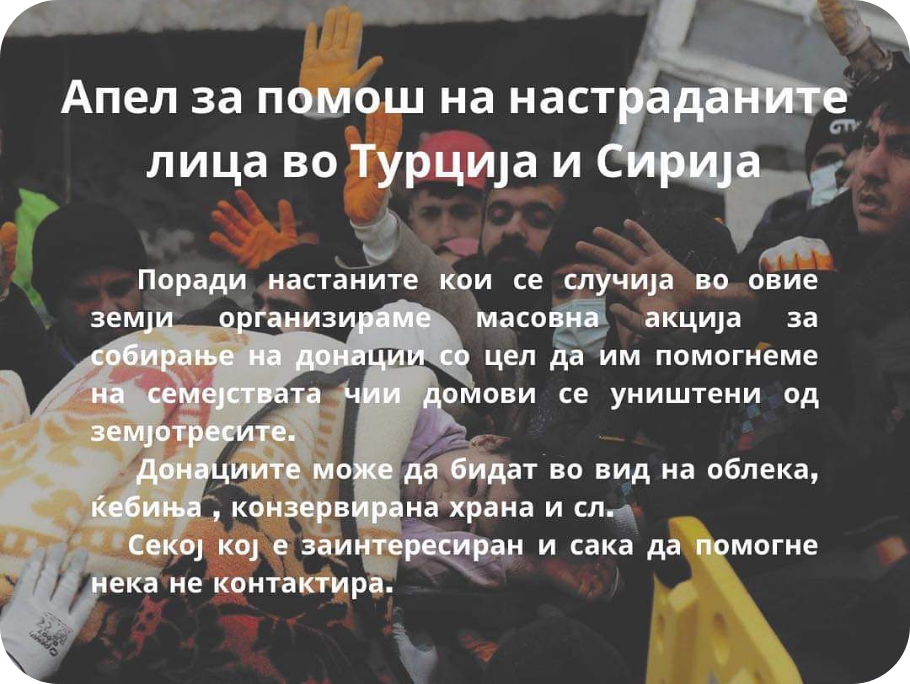 Апел за помош на настраданите
лица во Турција и Сирија
Поради настаните кои се случија во овие
земји организираме масовна акција за
собирање на донации со цел да им помогнеме
на семејствата чии домови се уништени од
земјотресите.
Донациите може да бидат во вид на облека,
ќебиња , конзервирана храна и сл.
Секој кој е заинтересиран и сака да помогне
нека не контактира.